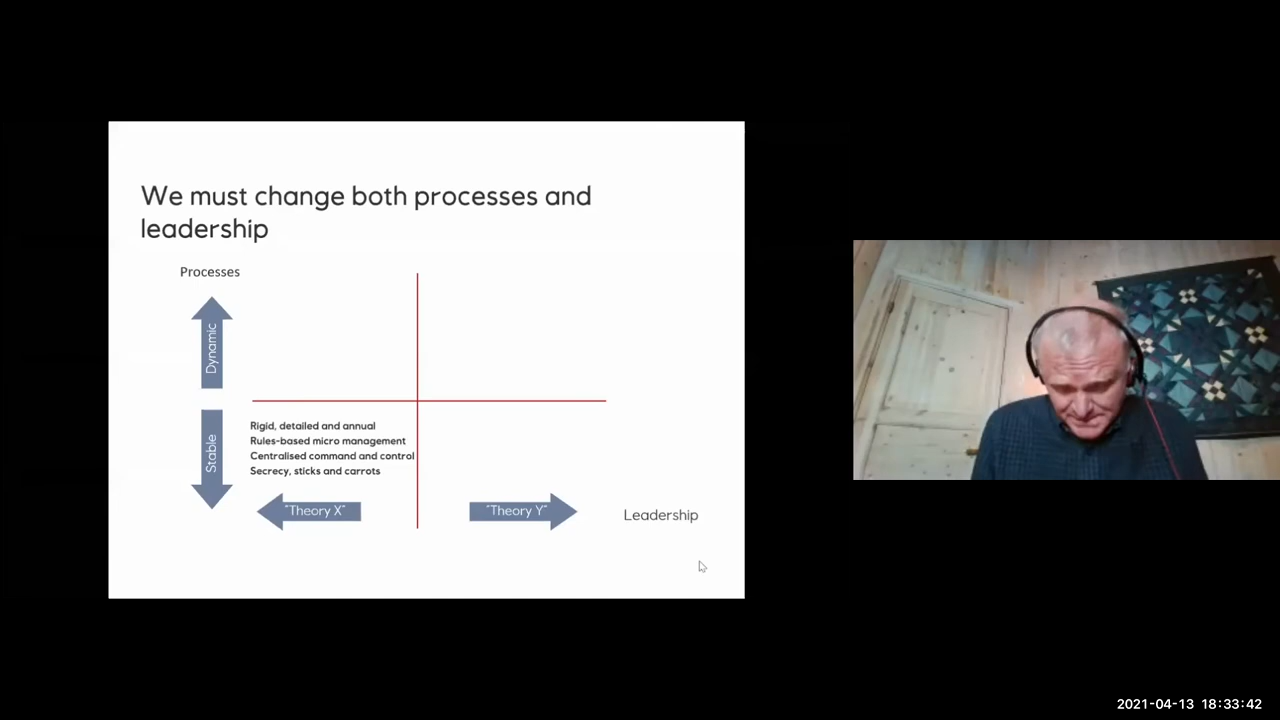 We must change both processes and
leadership
Processes
Dynamic
Stable
Rigid, detailed and annual
Rules-based micro management
Centralised command and control
Secrecy, sticks and carrots
"Theory X"
"Theory Y"
Leadership
2021-04-13 18:33:42